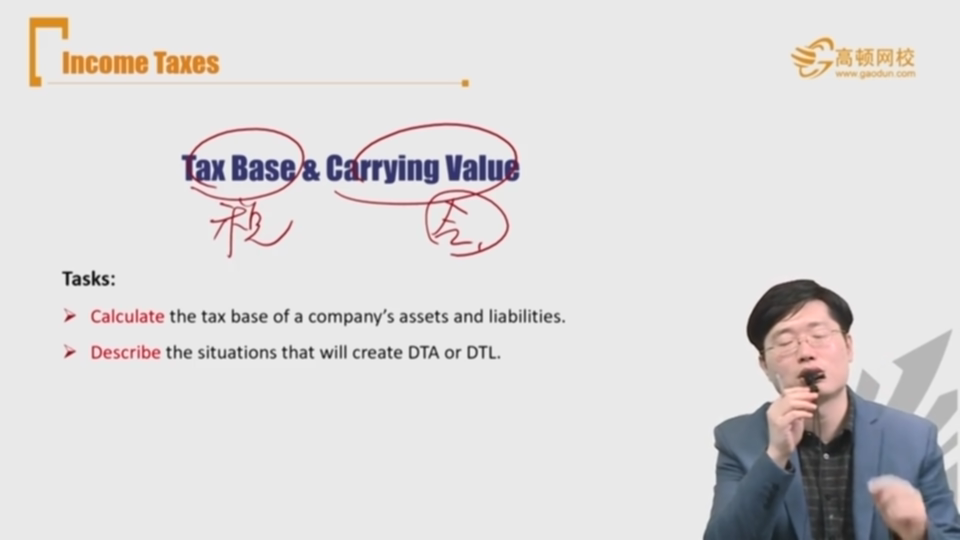 Income Taxes
高顿网校
www.gaodun.com
Tax Base & Carrying Value
税 会
Tasks:
➢ Calculate the tax base of a company's assets and liabilities.
➢ Describe the situations that will create DTA or DTL.